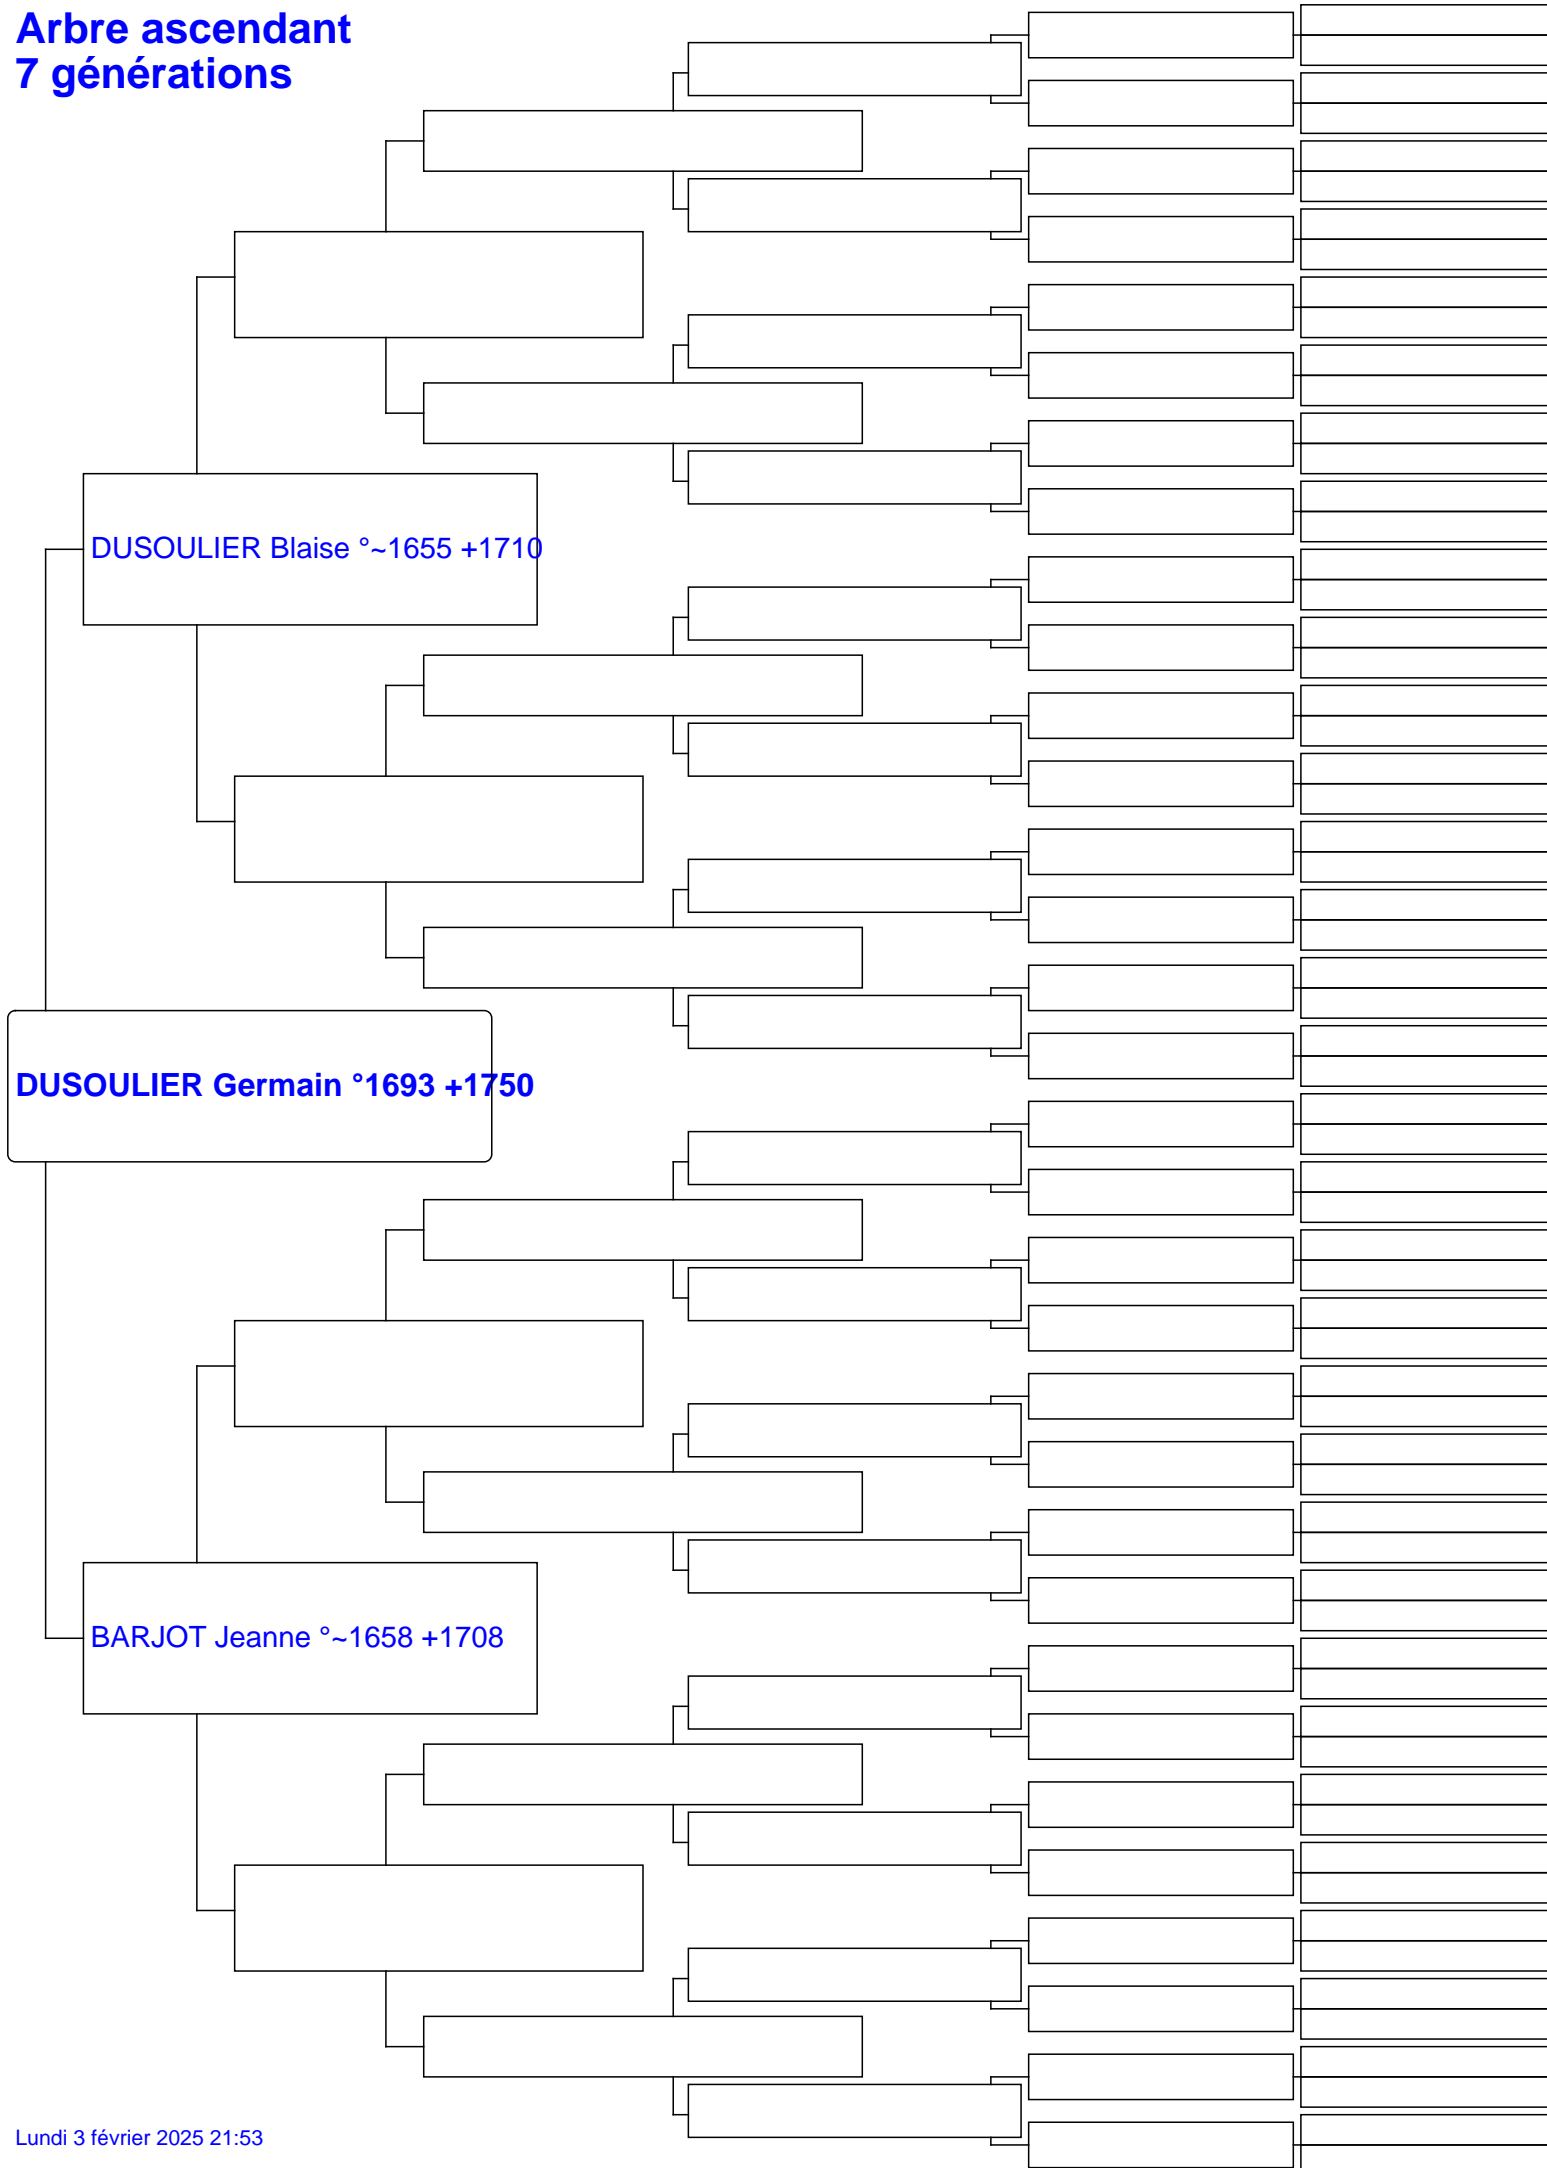 Arbre ascendant
7 générations
DUSOULIER Blaise °~1655 +1710
DUSOULIER Germain °1693 +1750
BARJOT Jeanne °~1658 +1708
Lundi 3 février 2025 21:53